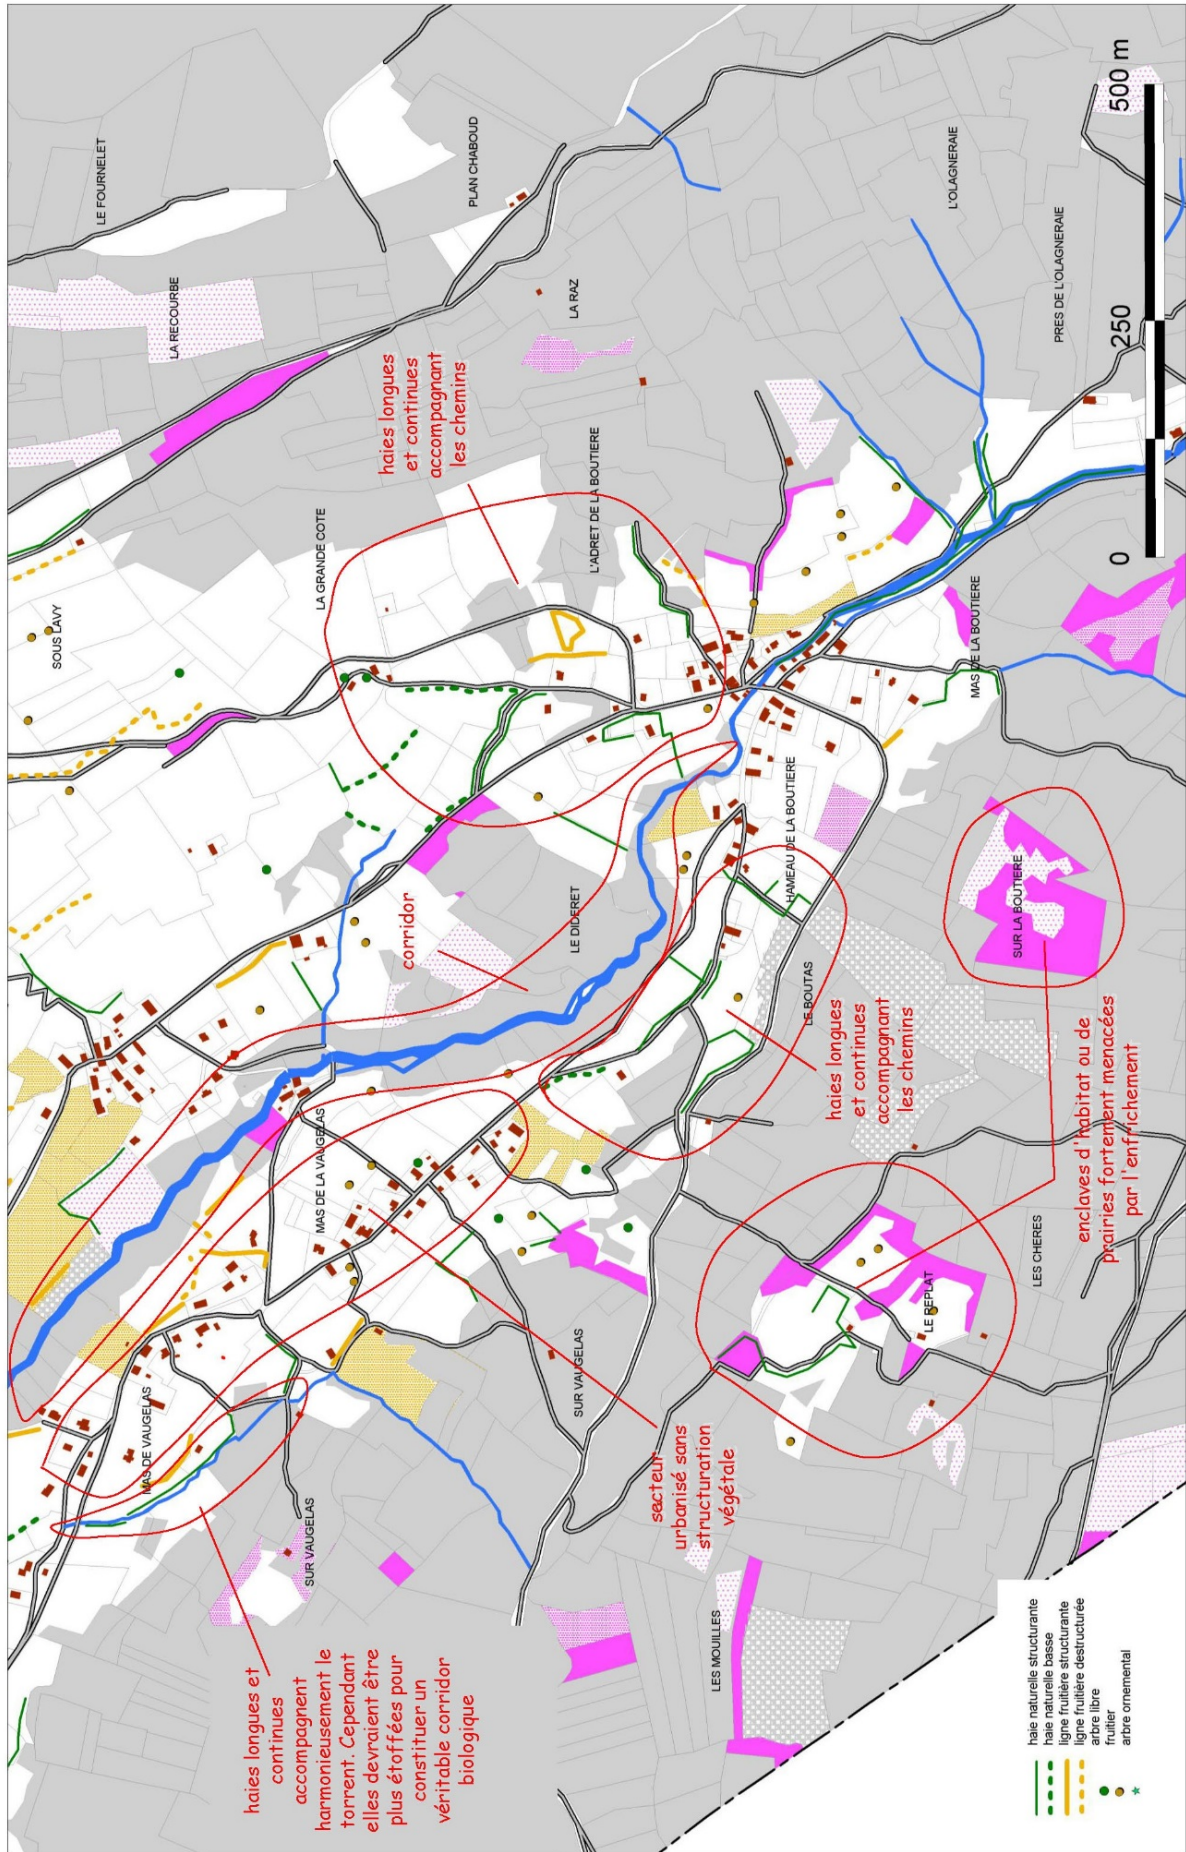 LE FOURNELET
LA RECOURBE
PLAN CHABOUD
LA RAZ
L'OLAGNERAIE
PRES DE L'OLAGNERAIE
500 m
250
0
SOUS LAVY
LA GRANDE COTE
haies longues
et continues
accompagnant
les chemins
L'ADRET DE LA BOUTIERE
MAS DE LA BOUTIERE
HAMEAU DE LA BOUTIERE
SUR LA BOUTIERE
corridor
LE DIDERET
LE BOUTAS
haies longues
et continues
accompagnant
les chemins
enclaves d'habitat ou de
prairies fortement menacées
par l'enfrichement
MAS DE LA VAUGELAS
LES CHERES
LE REPLAT
MAS DE VAUGELAS
SUR VAUGELAS
SUR VAUGELAS
secteur
urbanisé sans
structuration
végétale
LES MOUILLES
haies longues et
continues
accompagnent
harmonieusement le
torrent. Cependant
elles devraient être
plus étoffées pour
constituer un
véritable corridor
biologique
haie naturelle structurante
haie naturelle basse
ligne fruitière structurante
ligne fruitière destructurée
arbre libre
fruitier
arbre ornemental